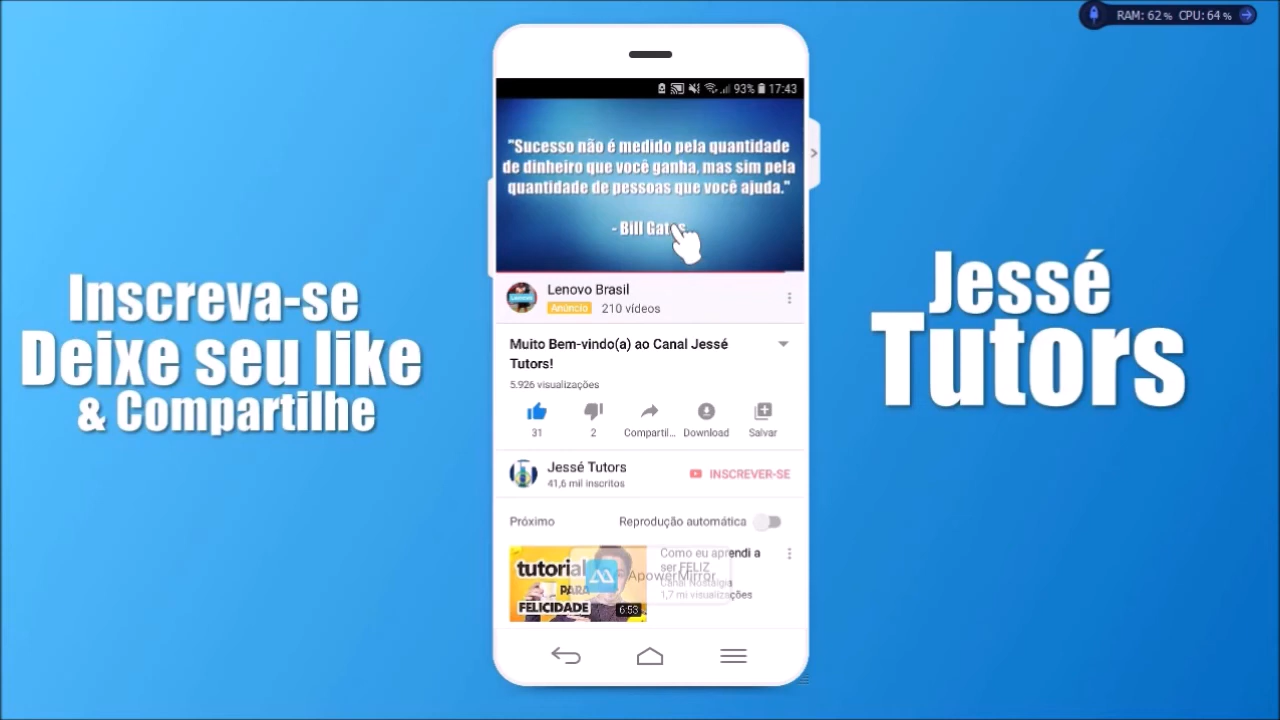 RAM: 62% CPU: 64%
93% 17:43
"Sucesso não é medido pela quantidade
de dinheiro que você ganha, mas sim pela
quantidade de pessoas que você ajuda."
- Bill Gates
Lenovo Brasil
Anúncio 210 vídeos
Muito Bem-vindo(a) ao Canal Jessé
Tutors!
5.926 visualizações
31 2 Compartil... Download Salvar
Jessé Tutors
41,6 mil inscritos
INSCREVER-SE
Próximo Reprodução automática
tutorial
PARA
FELICIDADE
6:53
Como eu aprendi a
ser FELIZ
Canal Nostalgia
1,7 mi visualizações
ApowerMirror
Inscreva-se
Deixe seu like
& Compartilhe
Jessé
Tutors